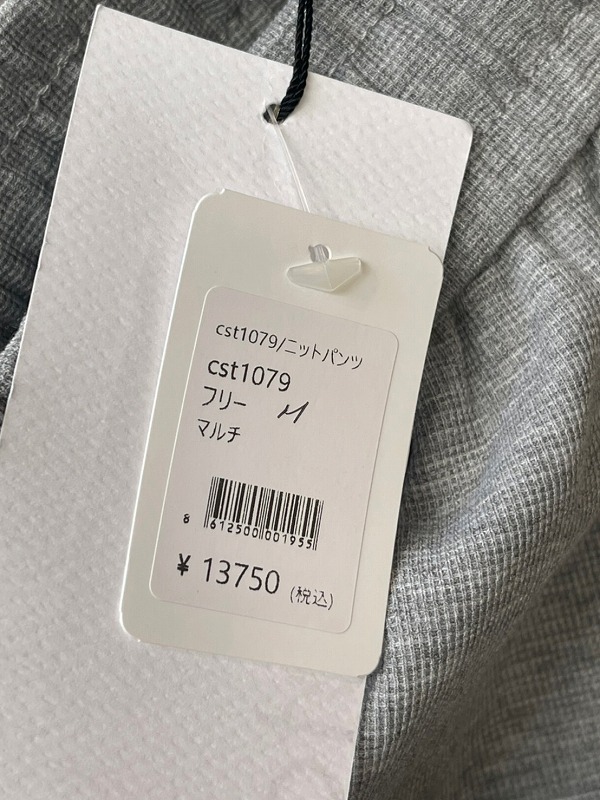 cst1079/ニットパンツ
cst1079
フリー M
マルチ
8 612500 001955
¥ 13750 (税込)